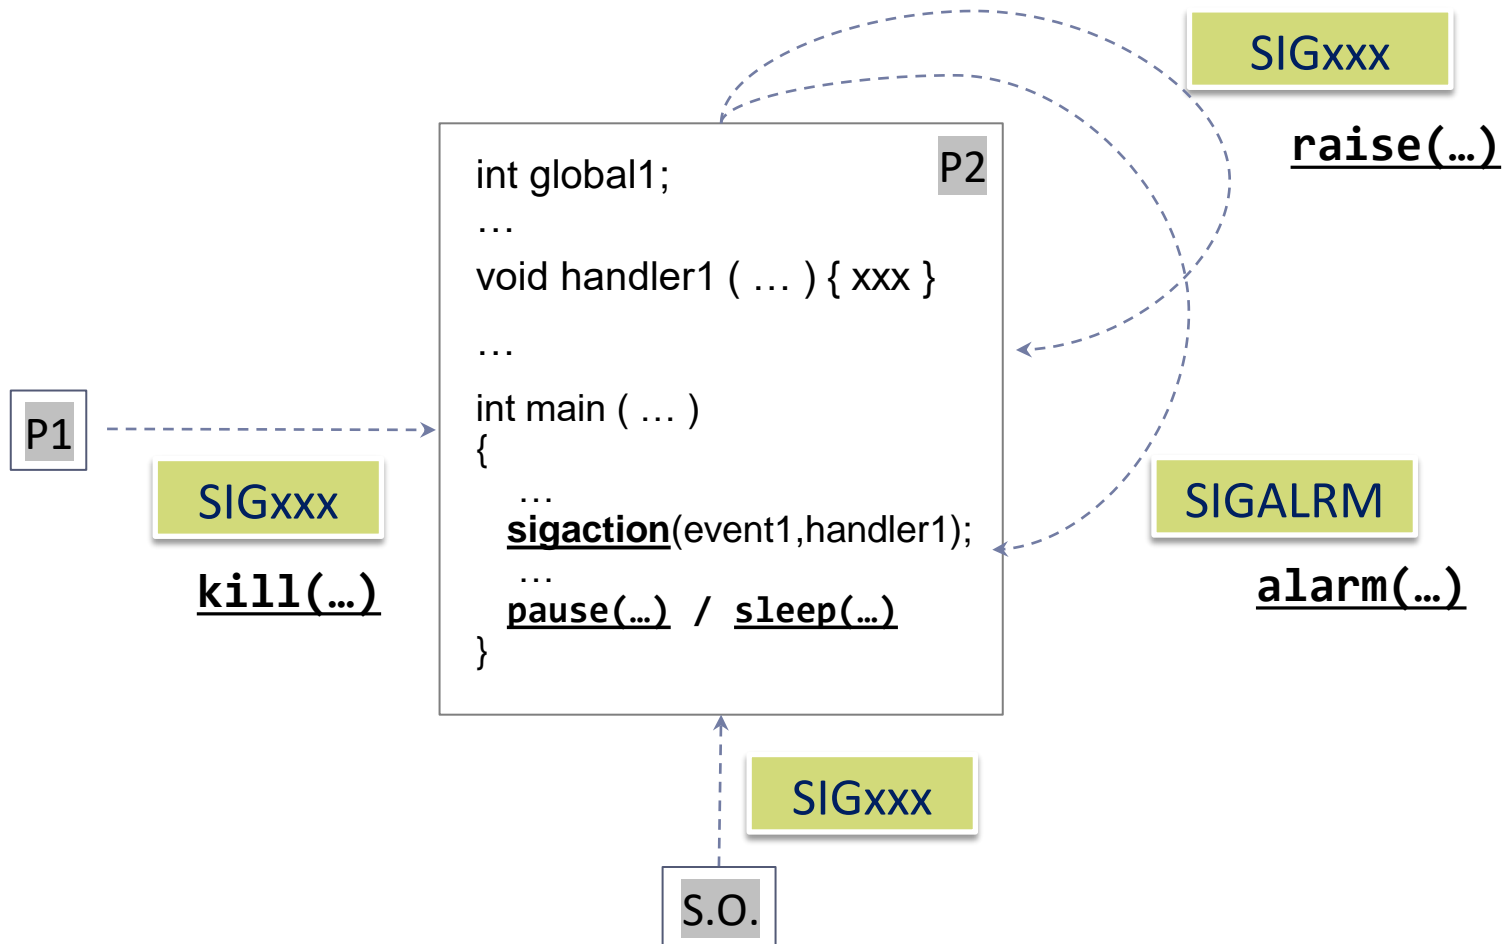 SIGxxx
raise(…)
P2
int global1;
…
void handler1 ( … ) { xxx }
…
int main ( … )
{
…
sigaction(event1,handler1);
…
pause(…) / sleep(…)
}
P1
SIGxxx
kill(…)
SIGALRM
alarm(…)
SIGxxx
S.O.